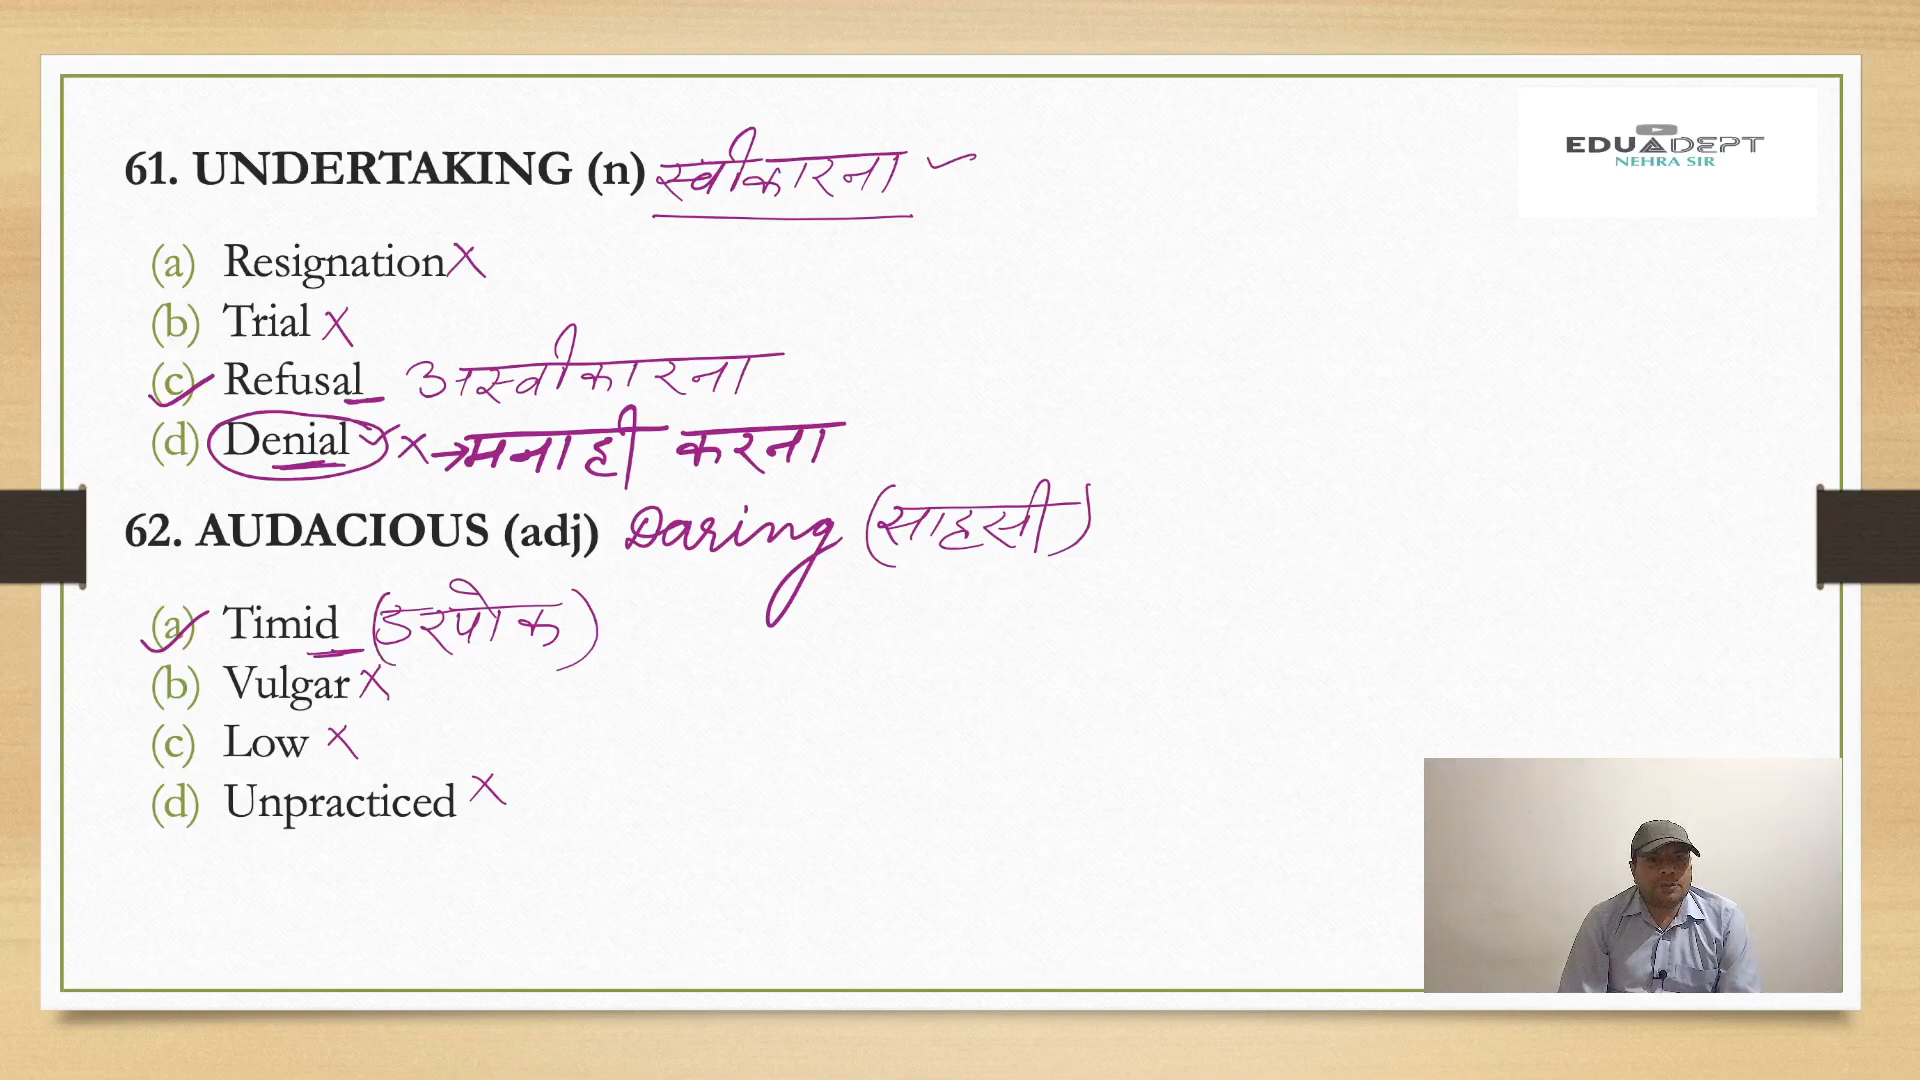 EDUADEPT
NEHRA SIR
61. UNDERTAKING (n) स्वीकारना
(a) Resignation
(b) Trial
(c) Refusal अस्वीकारना
(d) Denial → मनाही करना
62. AUDACIOUS (adj) Daring (साहसी)
(a) Timid (डरपोक)
(b) Vulgar
(c) Low
(d) Unpracticed